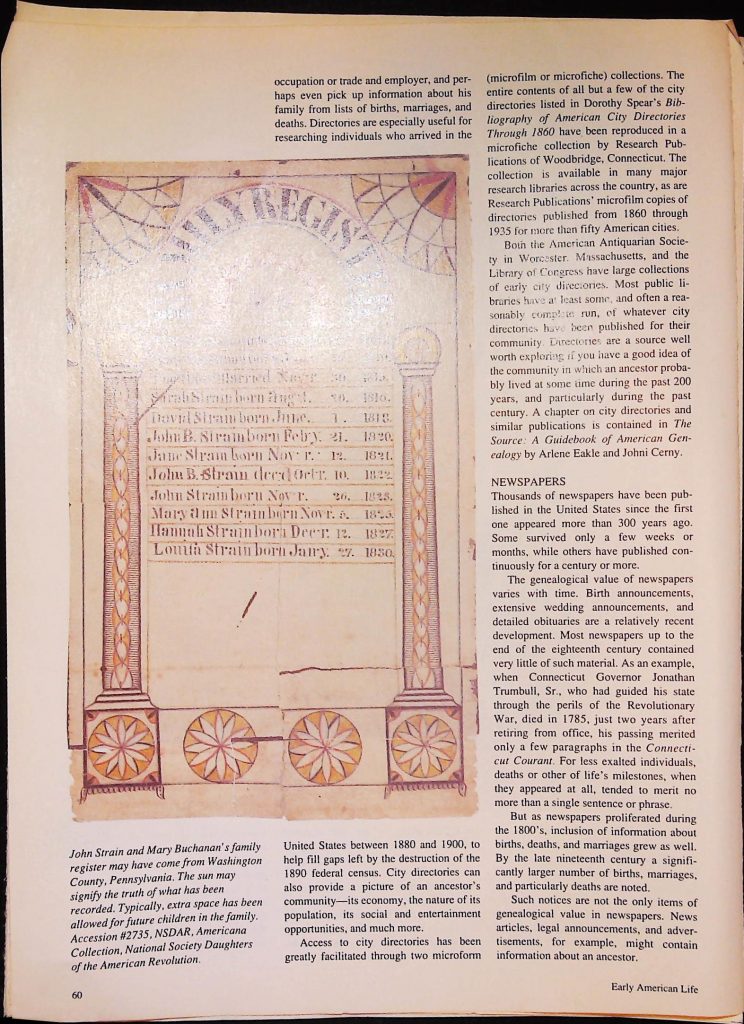 occupation or trade and employer, and per-
haps even pick up information about his
family from lists of births, marriages, and
deaths. Directories are especially useful for
researching individuals who arrived in the
REGIS
Sarah Strain born Aug't. 20. 1816.
David Strain born June. 1. 1818.
John B. Strain born Feb'y. 21. 1820.
Jane Strain born Nov'r. 12. 1821.
John B. Strain dec'd Oct'r. 10. 1822.
John Strain born Nov'r. 26. 1823.
Mary ann Strain born Nov'r. 5. 1825.
Hannah Strain born Dec'r. 12. 1827.
Louisa Strain born Jan'y. 27. 1830.
John Strain and Mary Buchanan's family
register may have come from Washington
County, Pennsylvania. The sun may
signify the truth of what has been
recorded. Typically, extra space has been
allowed for future children in the family.
Accession #2735, NSDAR, Americana
Collection, National Society Daughters
of the American Revolution.
United States between 1880 and 1900, to
help fill gaps left by the destruction of the
1890 federal census. City directories can
also provide a picture of an ancestor's
community—its economy, the nature of its
population, its social and entertainment
opportunities, and much more.
Access to city directories has been
greatly facilitated through two microform
(microfilm or microfiche) collections. The
entire contents of all but a few of the city
directories listed in Dorothy Spear's Bib-
liography of American City Directories
Through 1860 have been reproduced in a
microfiche collection by Research Pub-
lications of Woodbridge, Connecticut. The
collection is available in many major
research libraries across the country, as are
Research Publications' microfilm copies of
directories published from 1860 through
1935 for more than fifty American cities.
Both the American Antiquarian Socie-
ty in Worcester, Massachusetts, and the
Library of Congress have large collections
of early city directories. Most public li-
braries have at least some, and often a rea-
sonably complete run, of whatever city
directories have been published for their
community. Directories are a source well
worth exploring if you have a good idea of
the community in which an ancestor proba-
bly lived at some time during the past 200
years, and particularly during the past
century. A chapter on city directories and
similar publications is contained in The
Source: A Guidebook of American Gen-
ealogy by Arlene Eakle and Johni Cerny.
NEWSPAPERS
Thousands of newspapers have been pub-
lished in the United States since the first
one appeared more than 300 years ago.
Some survived only a few weeks or
months, while others have published con-
tinuously for a century or more.
The genealogical value of newspapers
varies with time. Birth announcements,
extensive wedding announcements, and
detailed obituaries are a relatively recent
development. Most newspapers up to the
end of the eighteenth century contained
very little of such material. As an example,
when Connecticut Governor Jonathan
Trumbull, Sr., who had guided his state
through the perils of the Revolutionary
War, died in 1785, just two years after
retiring from office, his passing merited
only a few paragraphs in the Connecti-
cut Courant. For less exalted individuals,
deaths or other of life's milestones, when
they appeared at all, tended to merit no
more than a single sentence or phrase.
But as newspapers proliferated during
the 1800's, inclusion of information about
births, deaths, and marriages grew as well.
By the late nineteenth century a signifi-
cantly larger number of births, marriages,
and particularly deaths are noted.
Such notices are not the only items of
genealogical value in newspapers. News
articles, legal announcements, and adver-
tisements, for example, might contain
information about an ancestor.
60
Early American Life